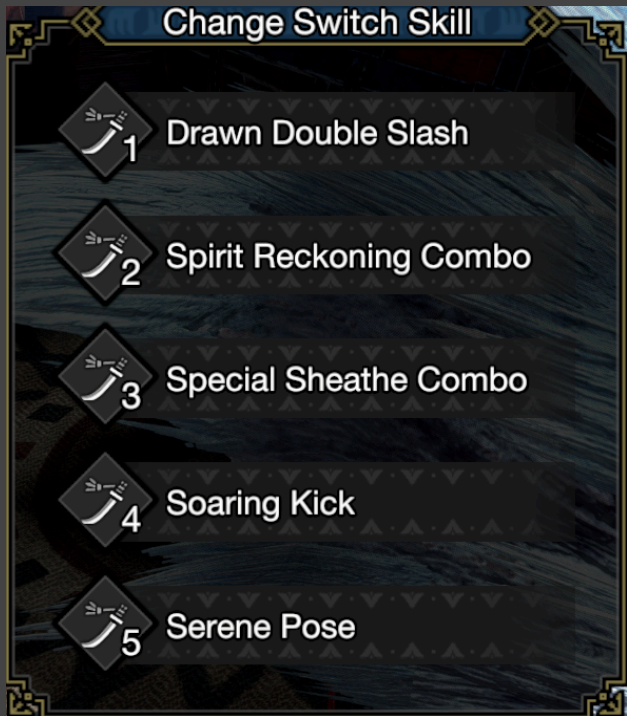 Change Switch Skill
1 Drawn Double Slash
2 Spirit Reckoning Combo
3 Special Sheathe Combo
4 Soaring Kick
5 Serene Pose